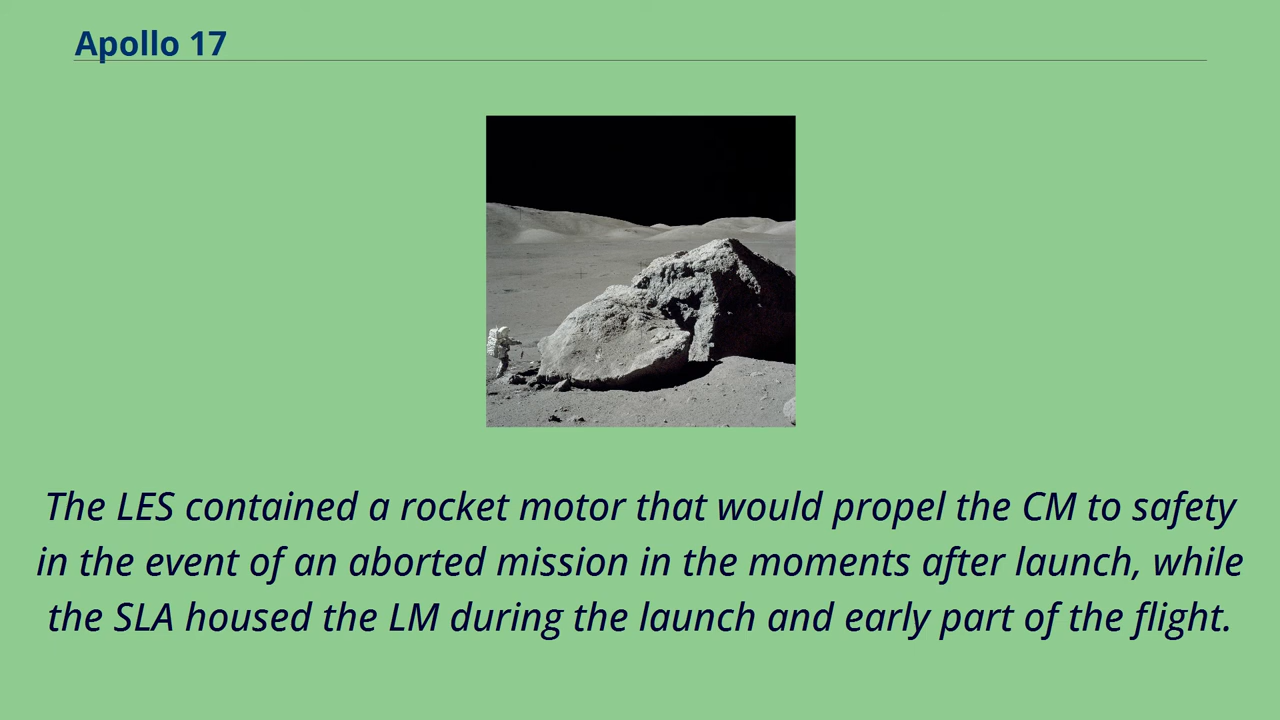 Apollo 17
The LES contained a rocket motor that would propel the CM to safety
in the event of an aborted mission in the moments after launch, while
the SLA housed the LM during the launch and early part of the flight.